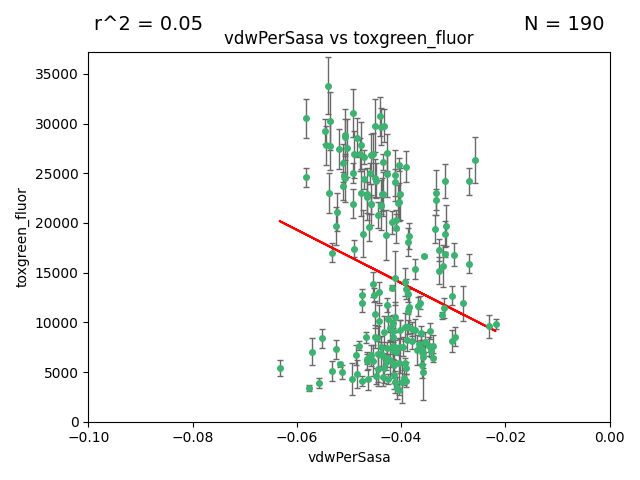 r^2 = 0.05
N = 190
vdwPerSasa vs toxgreen_fluor
35000
30000
25000
20000
15000
10000
5000
0
toxgreen_fluor
−0.10
−0.08
−0.06
−0.04
−0.02
0.00
vdwPerSasa